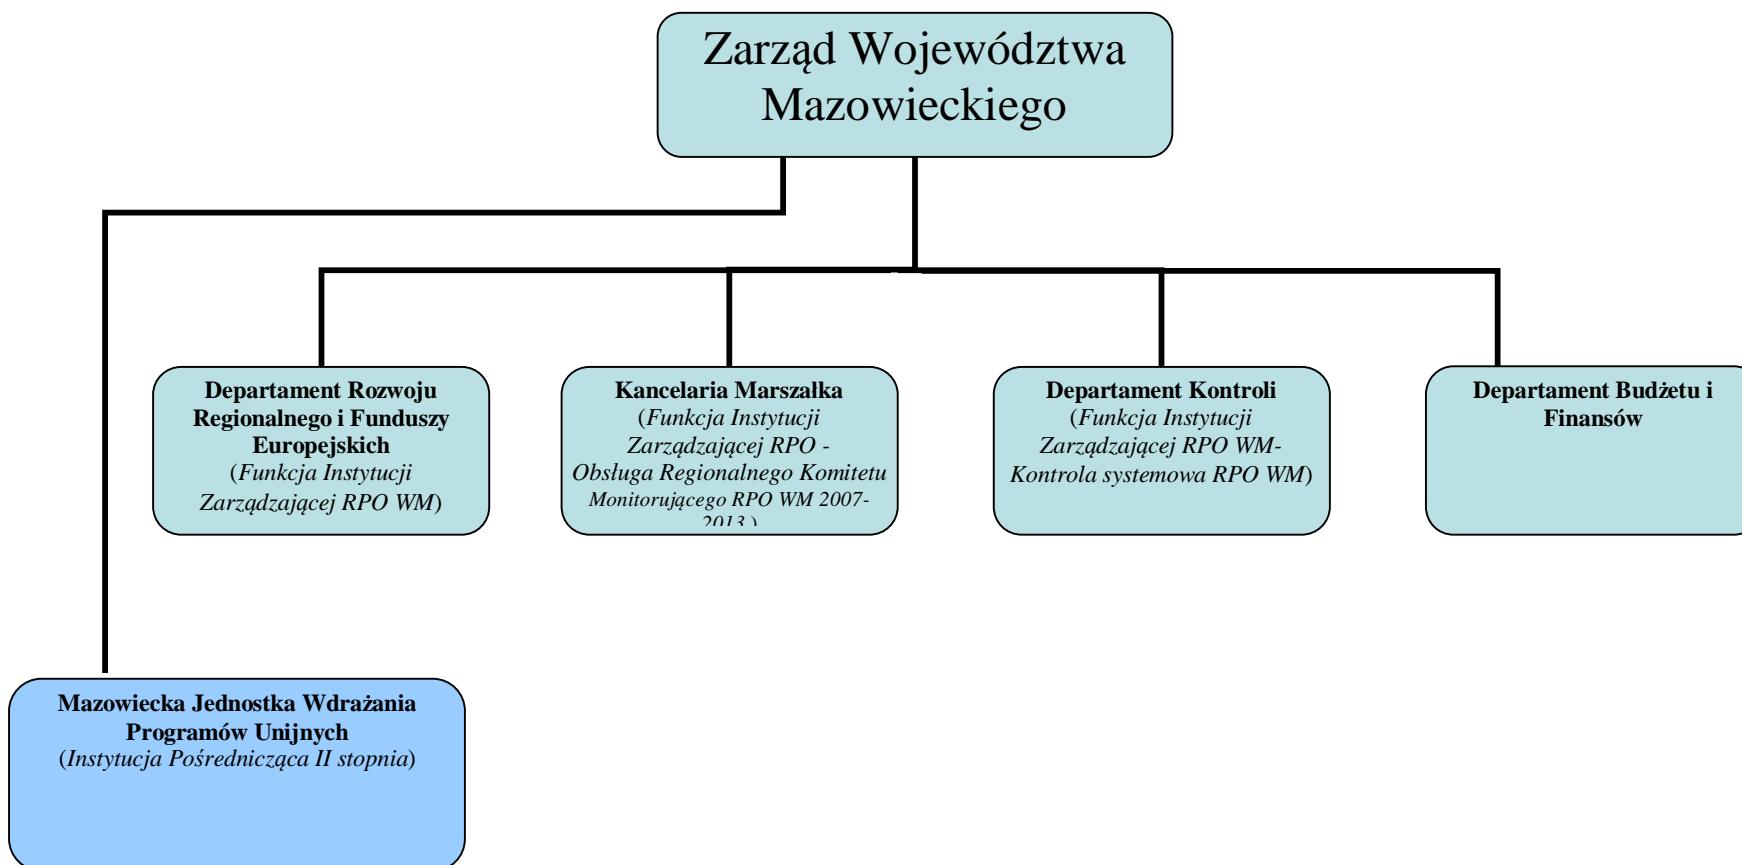 Zarząd Województwa
Mazowieckiego
Departament Rozwoju
Regionalnego i Funduszy
Europejskich
(Funkcja Instytucji
Zarządzającej RPO WM)
Kancelaria Marszałka
(Funkcja Instytucji
Zarządzającej RPO -
Obsługa Regionalnego Komitetu
Monitorującego RPO WM 2007-
2013 )
Departament Kontroli
(Funkcja Instytucji
Zarządzającej RPO WM-
Kontrola systemowa RPO WM)
Departament Budżetu i
Finansów
Mazowiecka Jednostka Wdrażania
Programów Unijnych
(Instytucja Pośrednicząca II stopnia)